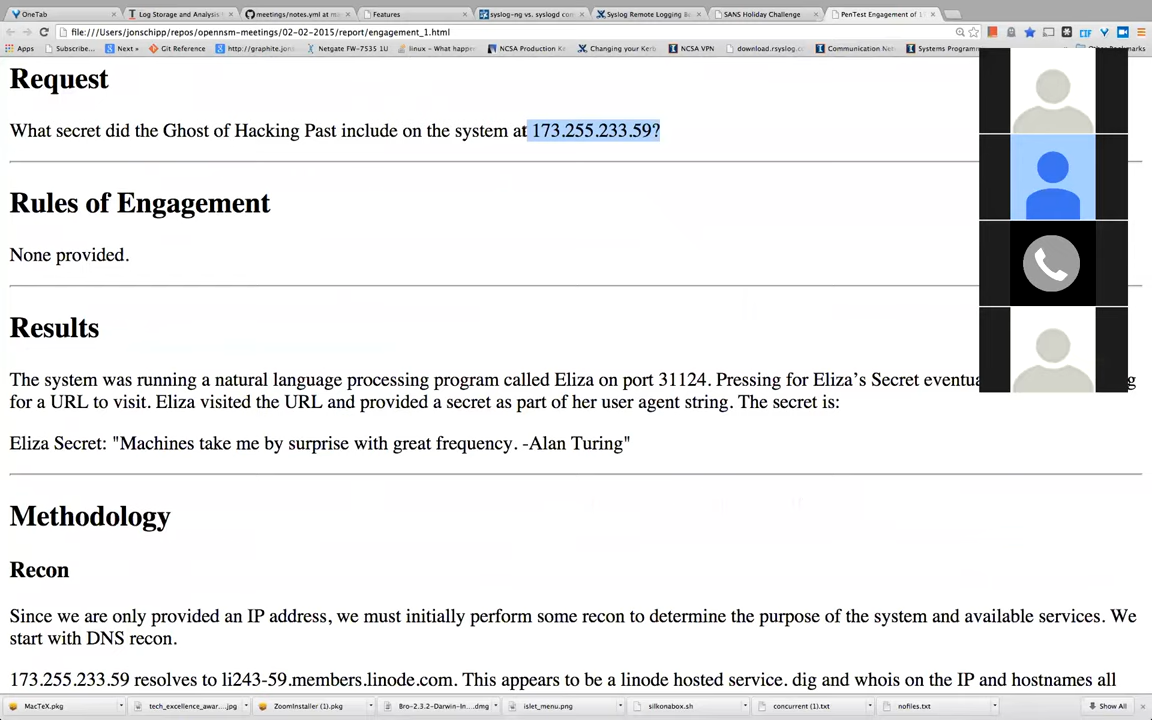 OneTab
Log Storage and Analysis
meetings/notes.yml at ma
Features
syslog-ng vs. syslogd com
Syslog Remote Logging B
SANS Holiday Challenge
PenTest Engagement of 1
file:///Users/jonschipp/repos/opennsm-meetings/02-02-2015/report/engagement_1.html
Apps
Subscribe...
Next »
Git Reference
http://graphite.jons
Netgate FW-7535 1U
linux – What happen
NCSA Production K
Changing your Kerb
NCSA VPN
download.rsyslog.c
Communication Net
Systems Program
Other Bookmarks
Request
What secret did the Ghost of Hacking Past include on the system at 173.255.233.59?
Rules of Engagement
None provided.
Results
The system was running a natural language processing program called Eliza on port 31124. Pressing for Eliza’s Secret eventua g
for a URL to visit. Eliza visited the URL and provided a secret as part of her user agent string. The secret is:
Eliza Secret: "Machines take me by surprise with great frequency. -Alan Turing"
Methodology
Recon
Since we are only provided an IP address, we must initially perform some recon to determine the purpose of the system and available services. We
start with DNS recon.
173.255.233.59 resolves to li243-59.members.linode.com. This appears to be a linode hosted service. dig and whois on the IP and hostnames all
MacTeX.pkg
tech_excellence_awar....jpg
ZoomInstaller (1).pkg
Bro-2.3.2-Darwin-In....dmg
islet_menu.png
silkonabox.sh
concurrent (1).txt
nofiles.txt
Show All